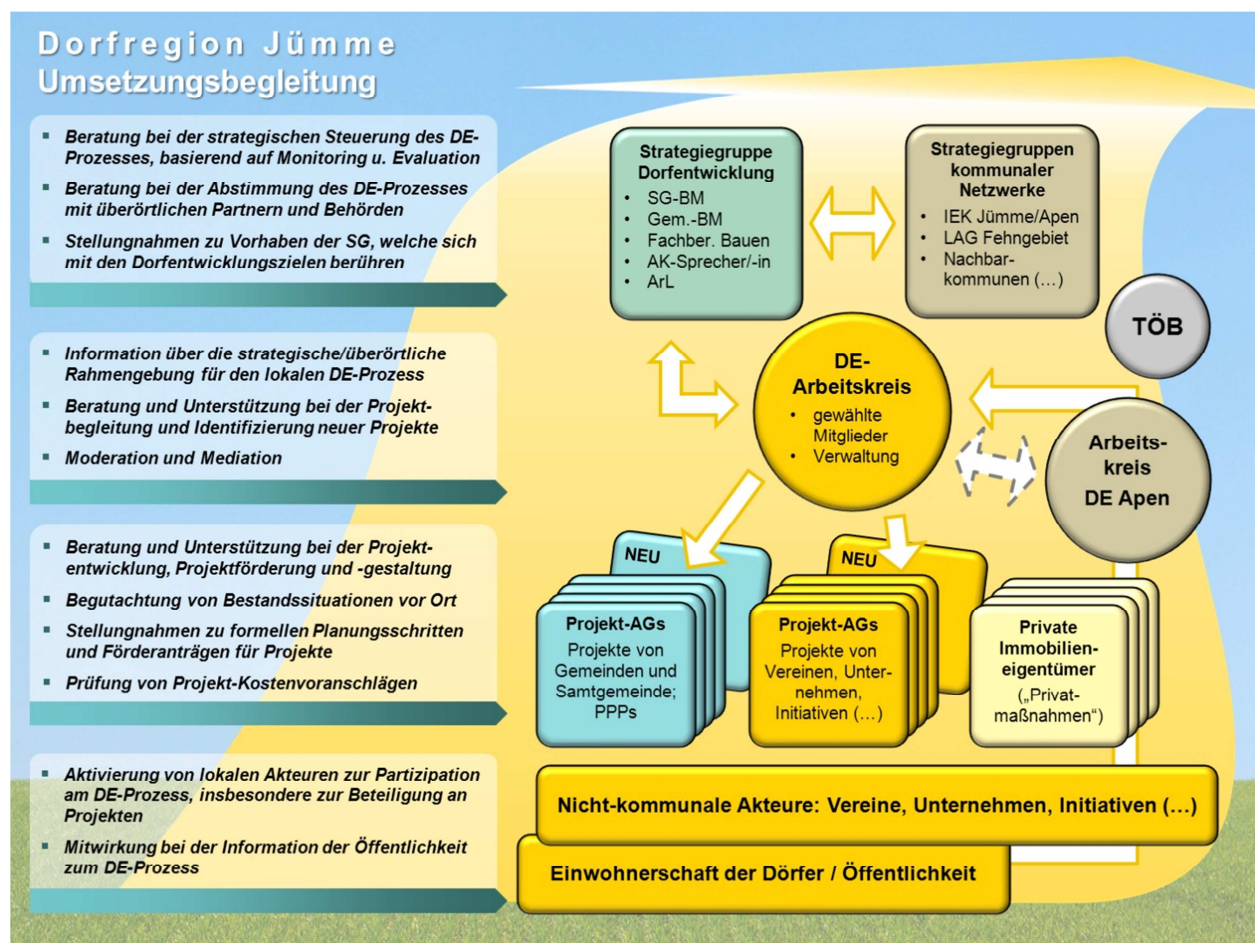 Dorfregion Jümme
Umsetzungsbegleitung
▪ Beratung bei der strategischen Steuerung des DE-
Prozesses, basierend auf Monitoring u. Evaluation
▪ Beratung bei der Abstimmung des DE-Prozesses
mit überörtlichen Partnern und Behörden
▪ Stellungnahmen zu Vorhaben der SG, welche sich
mit den Dorfentwicklungszielen berühren
▪ Information über die strategische/überörtliche
Rahmengebung für den lokalen DE-Prozess
▪ Beratung und Unterstützung bei der Projekt-
begleitung und Identifizierung neuer Projekte
▪ Moderation und Mediation
▪ Beratung und Unterstützung bei der Projekt-
entwicklung, Projektförderung und -gestaltung
▪ Begutachtung von Bestandssituationen vor Ort
▪ Stellungnahmen zu formellen Planungsschritten
und Förderanträgen für Projekte
▪ Prüfung von Projekt-Kostenvoranschlägen
▪ Aktivierung von lokalen Akteuren zur Partizipation
am DE-Prozess, insbesondere zur Beteiligung an
Projekten
▪ Mitwirkung bei der Information der Öffentlichkeit
zum DE-Prozess
Strategiegruppe
Dorfentwicklung
• SG-BM
• Gem.-BM
• Fachber. Bauen
• AK-Sprecher/-in
• ArL
Strategiegruppen
kommunaler
Netzwerke
• IEK Jümme/Apen
• LAG Fehngebiet
• Nachbar-
kommunen (…)
TÖB
DE-
Arbeitskreis
• gewählte
Mitglieder
• Verwaltung
Arbeits-
kreis
DE Apen
NEU
Projekt-AGs
Projekte von
Gemeinden und
Samtgemeinde;
PPPs
NEU
Projekt-AGs
Projekte von
Vereinen, Unter-
nehmen,
Initiativen (…)
Private
Immobilien-
eigentümer
(„Privat-
maßnahmen“)
Nicht-kommunale Akteure: Vereine, Unternehmen, Initiativen (…)
Einwohnerschaft der Dörfer / Öffentlichkeit